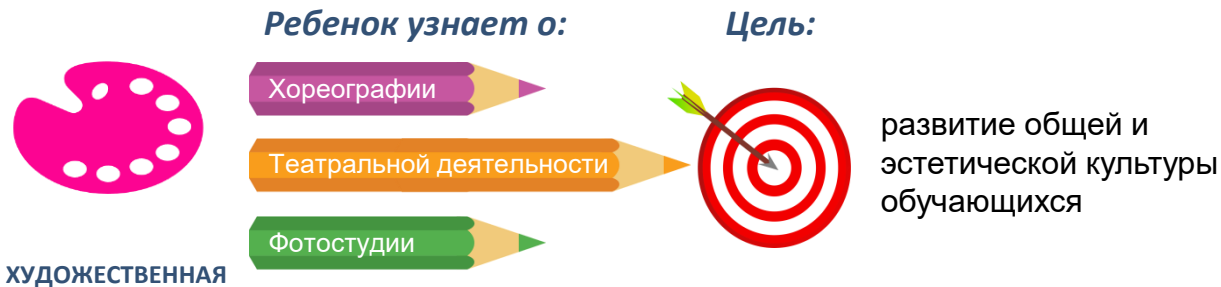 Ребенок узнает о:
Цель:
Хореографии
Театральной деятельности
Фотостудии
развитие общей и
эстетической культуры
обучающихся
ХУДОЖЕСТВЕННАЯ